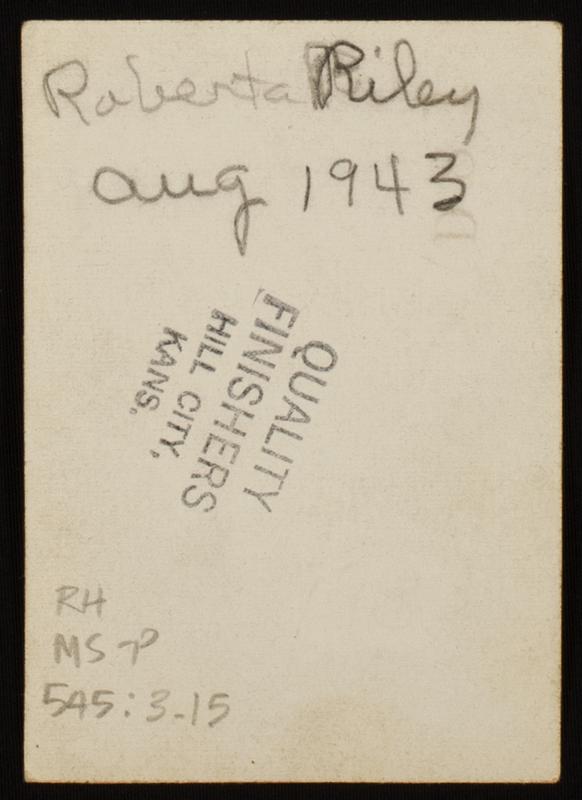 Roberta Riley
aug 1943
QUALITY
FINISHERS
HILL CITY,
KANS.
RH
MS-P
545:3-15